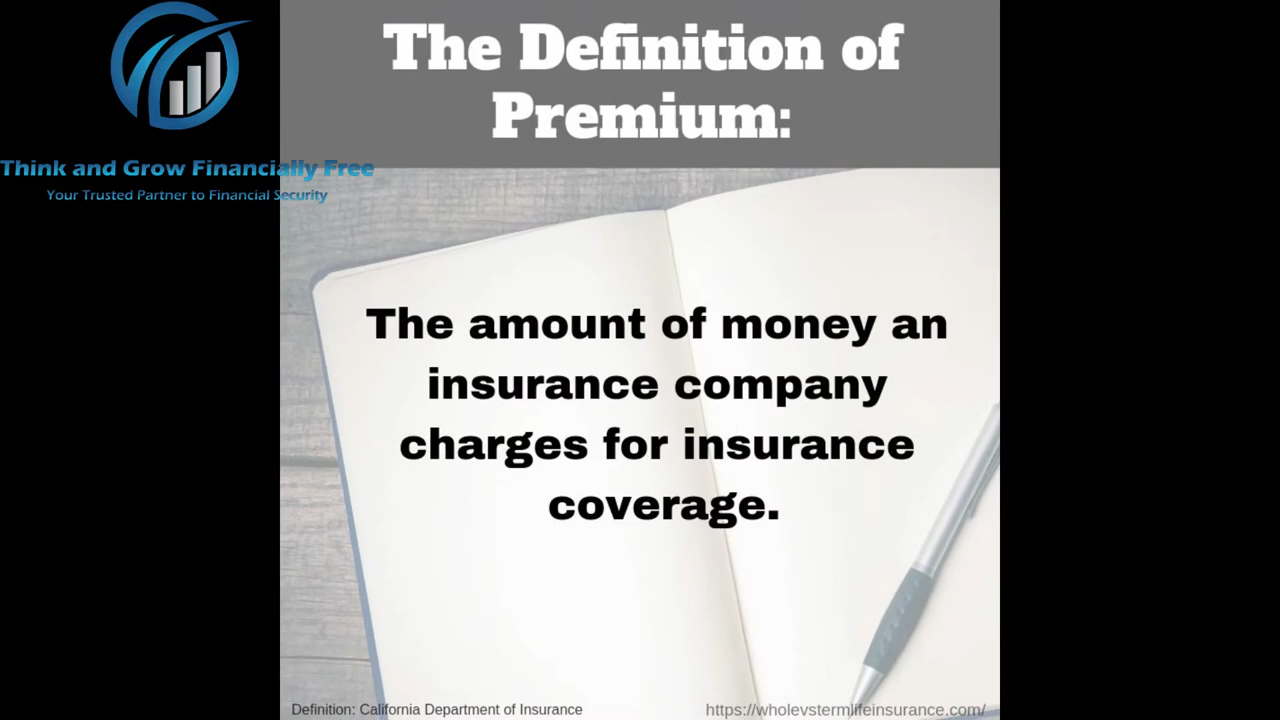 The Definition of
Premium:
Think and Grow Financially Free
Your Trusted Partner to Financial Security
The amount of money an
insurance company
charges for insurance
coverage.
Definition: California Department of Insurance
https://wholevstermlifeinsurance.com/